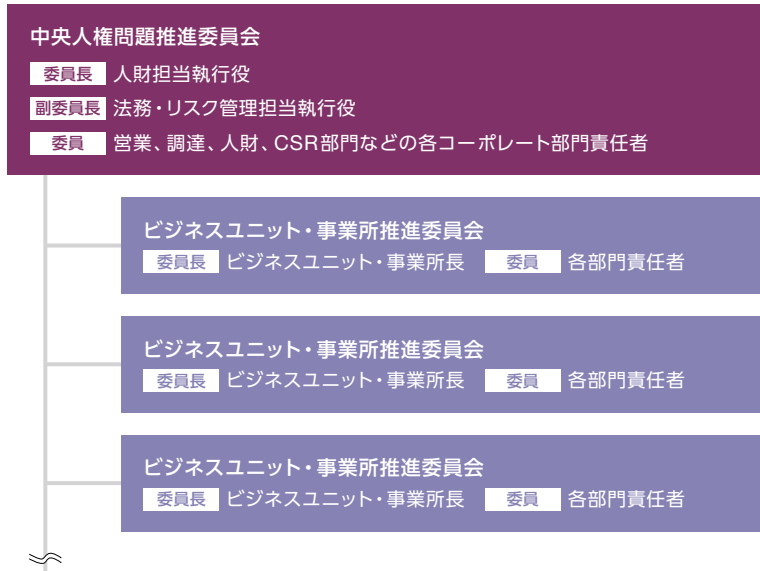 中央人権問題推進委員会
委員長 人財担当執行役
副委員長 法務・リスク管理担当執行役
委員 営業、調達、人財、CSR部門などの各コーポレート部門責任者
ビジネスユニット・事業所推進委員会
委員長 ビジネスユニット・事業所長 委員 各部門責任者
ビジネスユニット・事業所推進委員会
委員長 ビジネスユニット・事業所長 委員 各部門責任者
ビジネスユニット・事業所推進委員会
委員長 ビジネスユニット・事業所長 委員 各部門責任者